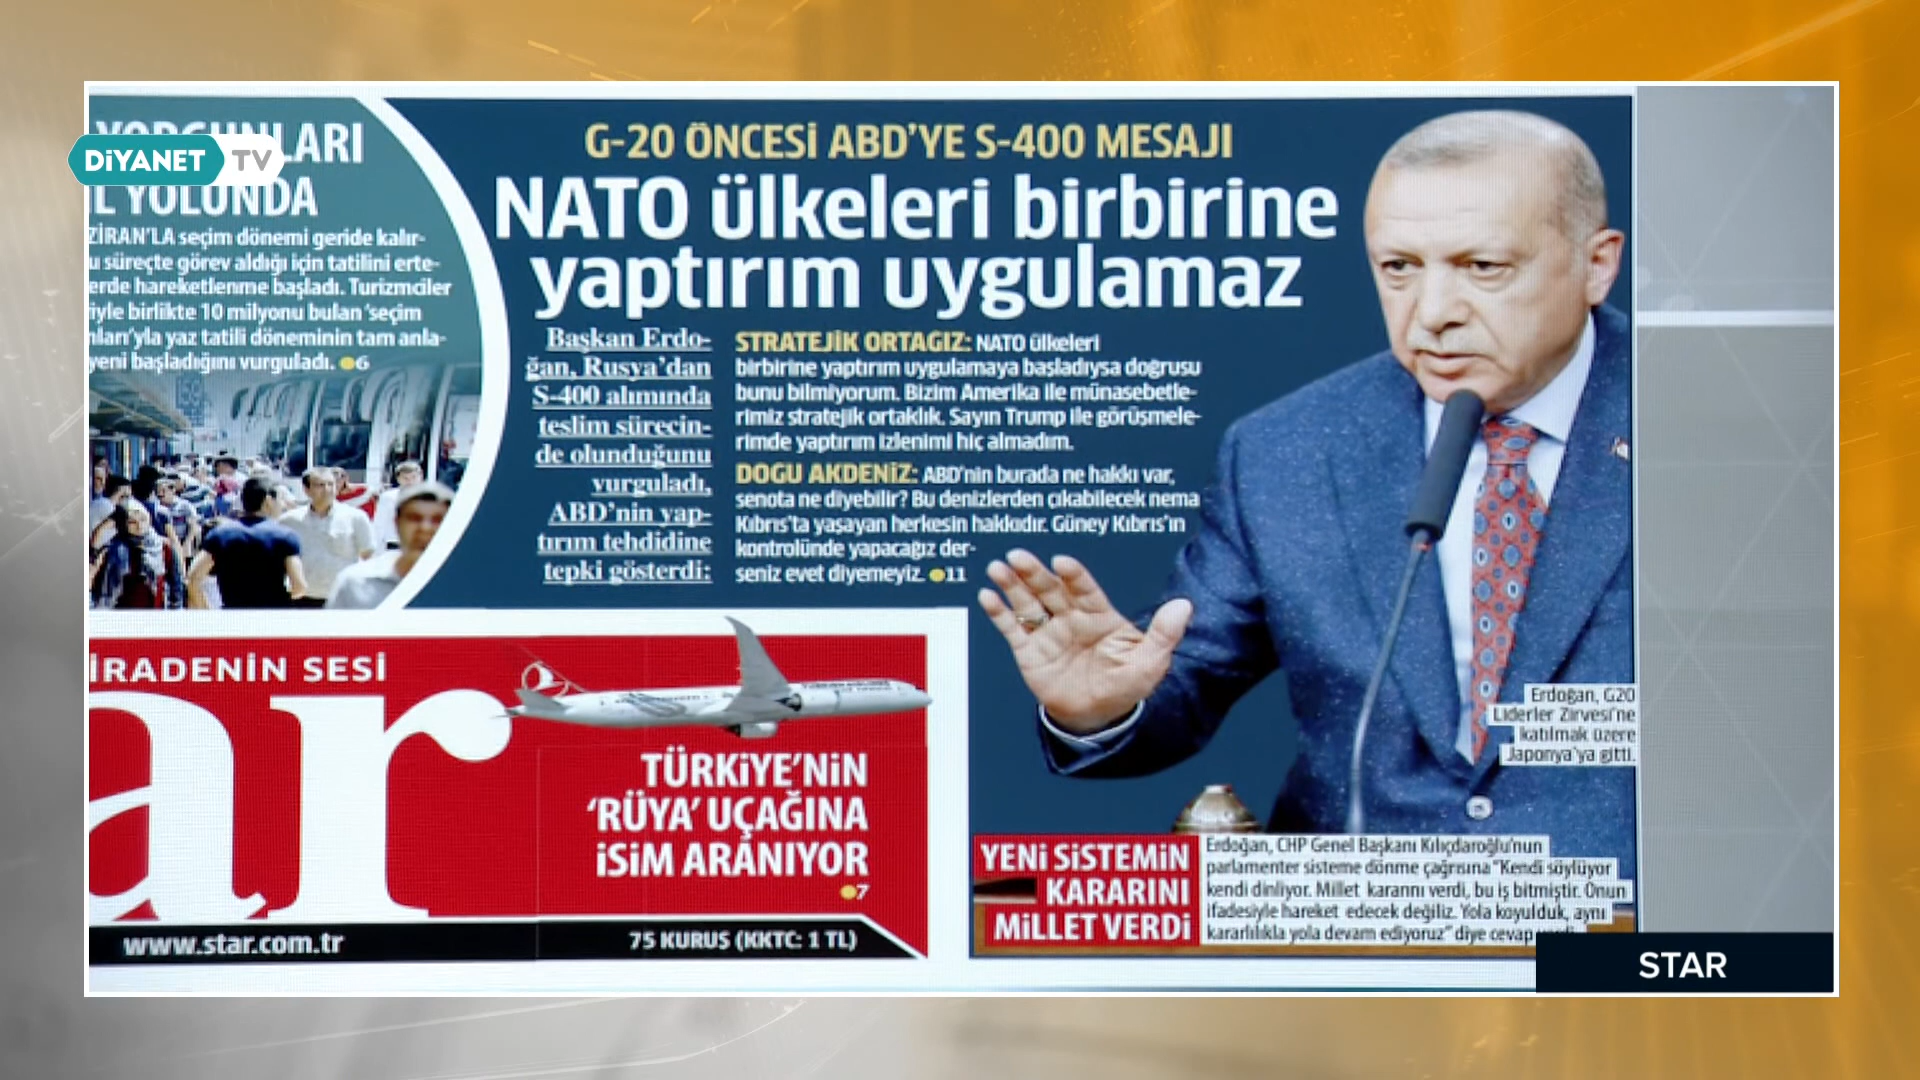 DiYANET TV
YORGUNLARI
YOLUNDA
ZİRAN'LA seçim dönemi geride kalır-
u süreçte görev aldığı için tatilini erte-
erde hareketlenme başladı. Turizmciler
iyle birlikte 10 milyonu bulan 'seçim
nları'yla yaz tatili döneminin tam anla-
yeni başladığını vurguladı. 6
G-20 ÖNCESİ ABD'YE S-400 MESAJI
NATO ülkeleri birbirine
yaptırım uygulamaz
Başkan Erdo-
ğan, Rusya'dan
S-400 alımında
teslim sürecin-
de olunduğunu
vurguladı,
ABD'nin yap-
tırım tehdidine
tepki gösterdi:
STRATEJİK ORTAĞIZ: NATO ülkeleri
birbirine yaptırım uygulamaya başladıysa doğrusu
bunu bilmiyorum. Bizim Amerika ile münasebetle-
rimiz stratejik ortaklık. Sayın Trump ile görüşmele-
rimde yaptırım izlenimi hiç almadım.
DOĞU AKDENİZ: ABD'nin burada ne hakkı var,
senota ne diyebilir? Bu denizlerden çıkabilecek nema
Kıbrıs'ta yaşayan herkesin hakkıdır. Güney Kıbrıs'ın
kontrolünde yapacağız der-
seniz evet diyemeyiz. 11
Erdoğan, G20
Liderler Zirvesi'ne
katılmak üzere
Japonya'ya gitti.
İRADENİN SESİ
ar
TÜRKİYE'NİN
'RÜYA' UÇAĞINA
İSİM ARANIYOR
7
www.star.com.tr
75 KURUŞ (KKTC: 1 TL)
YENİ SİSTEMİN
KARARINI
MİLLET VERDİ
Erdoğan, CHP Genel Başkanı Kılıçdaroğlu'nun
parlamenter sisteme dönme çağrısına "Kendi söylüyor
kendi dinliyor. Millet kararını verdi, bu iş bitmiştir. Onun
ifadesiyle hareket edecek değiliz. Yola koyulduk, aynı
kararlılıkla yola devam ediyoruz" diye cevap
STAR